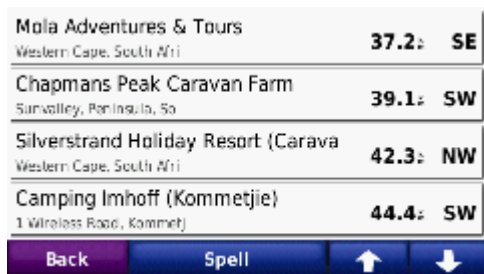 Mola Adventures & Tours
Western Cape, South Afri
37.2 SE
Chapmans Peak Caravan Farm
Sunvalley, Peninsula, So
39.1 SW
Silverstrand Holiday Resort (Carava
Western Cape, South Afri
42.3 NW
Camping Imhoff (Kommetjie)
1 Wireless Road, Kommetj
44.4 SW
Back Spell